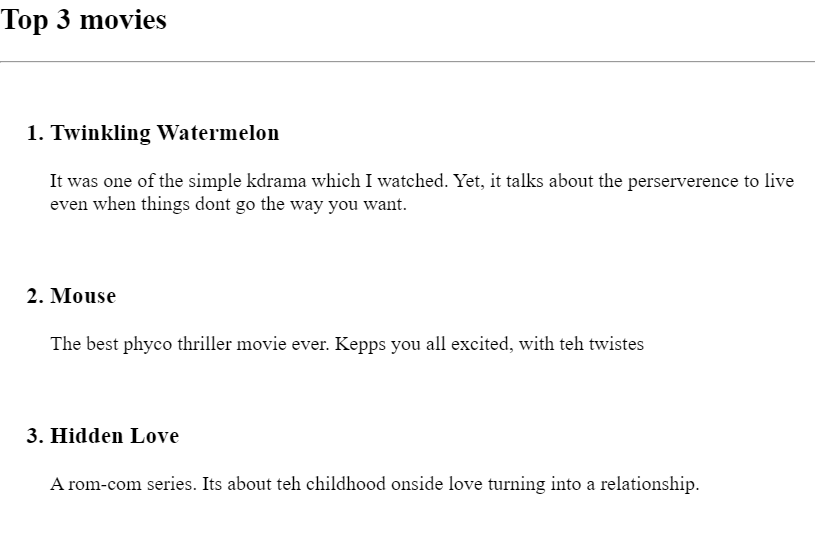 Top 3 movies
1. Twinkling Watermelon
It was one of the simple kdrama which I watched. Yet, it talks about the perserverence to live
even when things dont go the way you want.
2. Mouse
The best phyco thriller movie ever. Kepps you all excited, with teh twistes
3. Hidden Love
A rom-com series. Its about teh childhood onside love turning into a relationship.